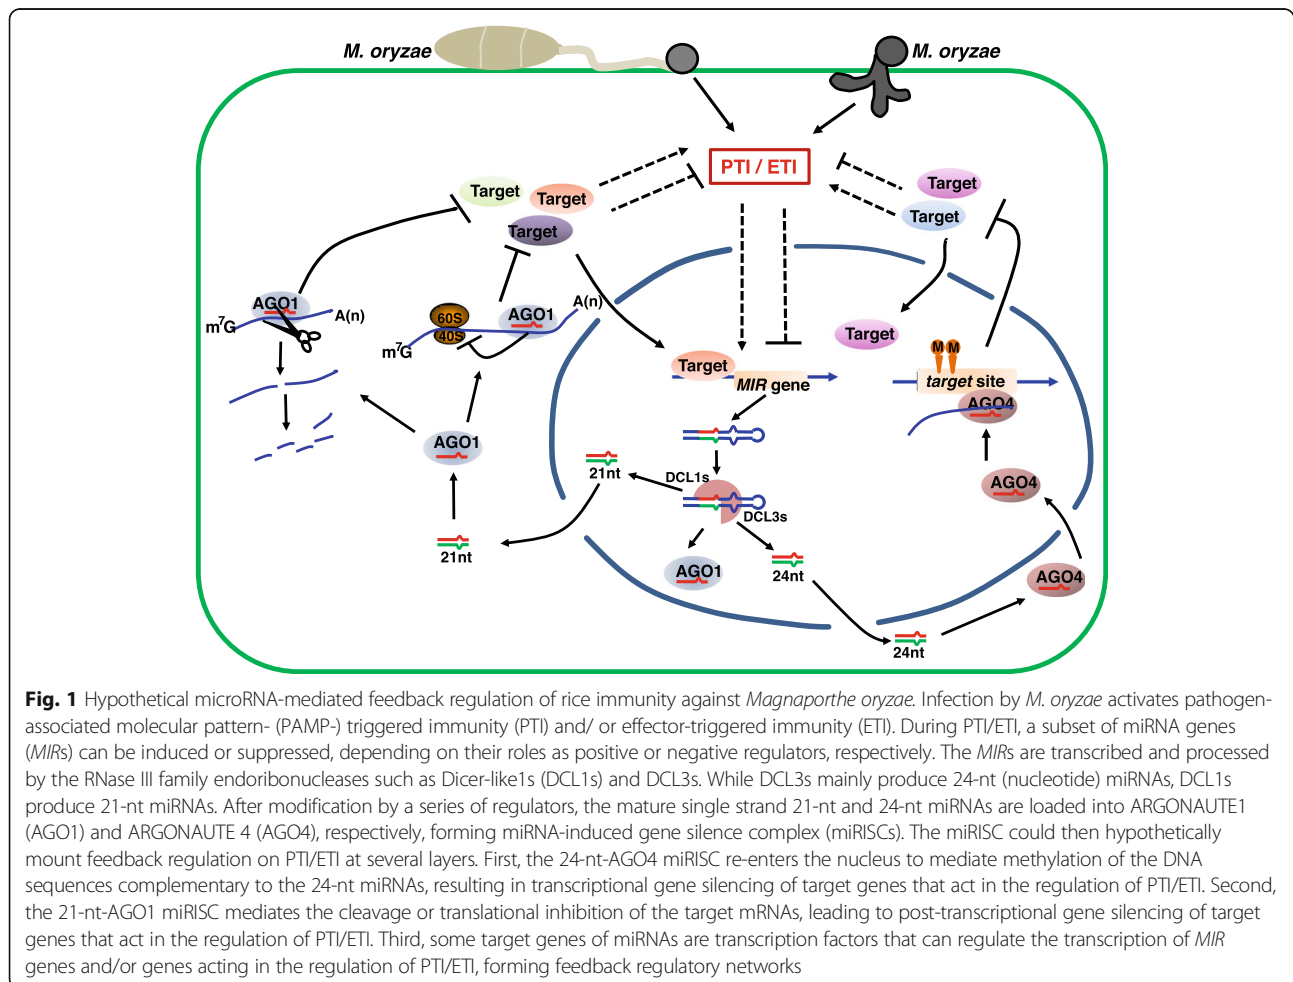 M. oryzae
M. oryzae
PTI / ETI
Target
Target
Target
Target
Target
AGO1
A(n)
m7G
60S
40S
AGO1
A(n)
m7G
Target
Target
MIR gene
M M
target site
AGO4
AGO1
21nt
DCL1s
DCL3s
AGO4
21nt
AGO1
24nt
AGO4
24nt
Fig. 1 Hypothetical microRNA-mediated feedback regulation of rice immunity against Magnaporthe oryzae. Infection by M. oryzae activates pathogen-
associated molecular pattern- (PAMP-) triggered immunity (PTI) and/ or effector-triggered immunity (ETI). During PTI/ETI, a subset of miRNA genes
(MIRs) can be induced or suppressed, depending on their roles as positive or negative regulators, respectively. The MIRs are transcribed and processed
by the RNase III family endoribonucleases such as Dicer-like1s (DCL1s) and DCL3s. While DCL3s mainly produce 24-nt (nucleotide) miRNAs, DCL1s
produce 21-nt miRNAs. After modification by a series of regulators, the mature single strand 21-nt and 24-nt miRNAs are loaded into ARGONAUTE1
(AGO1) and ARGONAUTE 4 (AGO4), respectively, forming miRNA-induced gene silence complex (miRISCs). The miRISC could then hypothetically
mount feedback regulation on PTI/ETI at several layers. First, the 24-nt-AGO4 miRISC re-enters the nucleus to mediate methylation of the DNA
sequences complementary to the 24-nt miRNAs, resulting in transcriptional gene silencing of target genes that act in the regulation of PTI/ETI. Second,
the 21-nt-AGO1 miRISC mediates the cleavage or translational inhibition of the target mRNAs, leading to post-transcriptional gene silencing of target
genes that act in the regulation of PTI/ETI. Third, some target genes of miRNAs are transcription factors that can regulate the transcription of MIR
genes and/or genes acting in the regulation of PTI/ETI, forming feedback regulatory networks